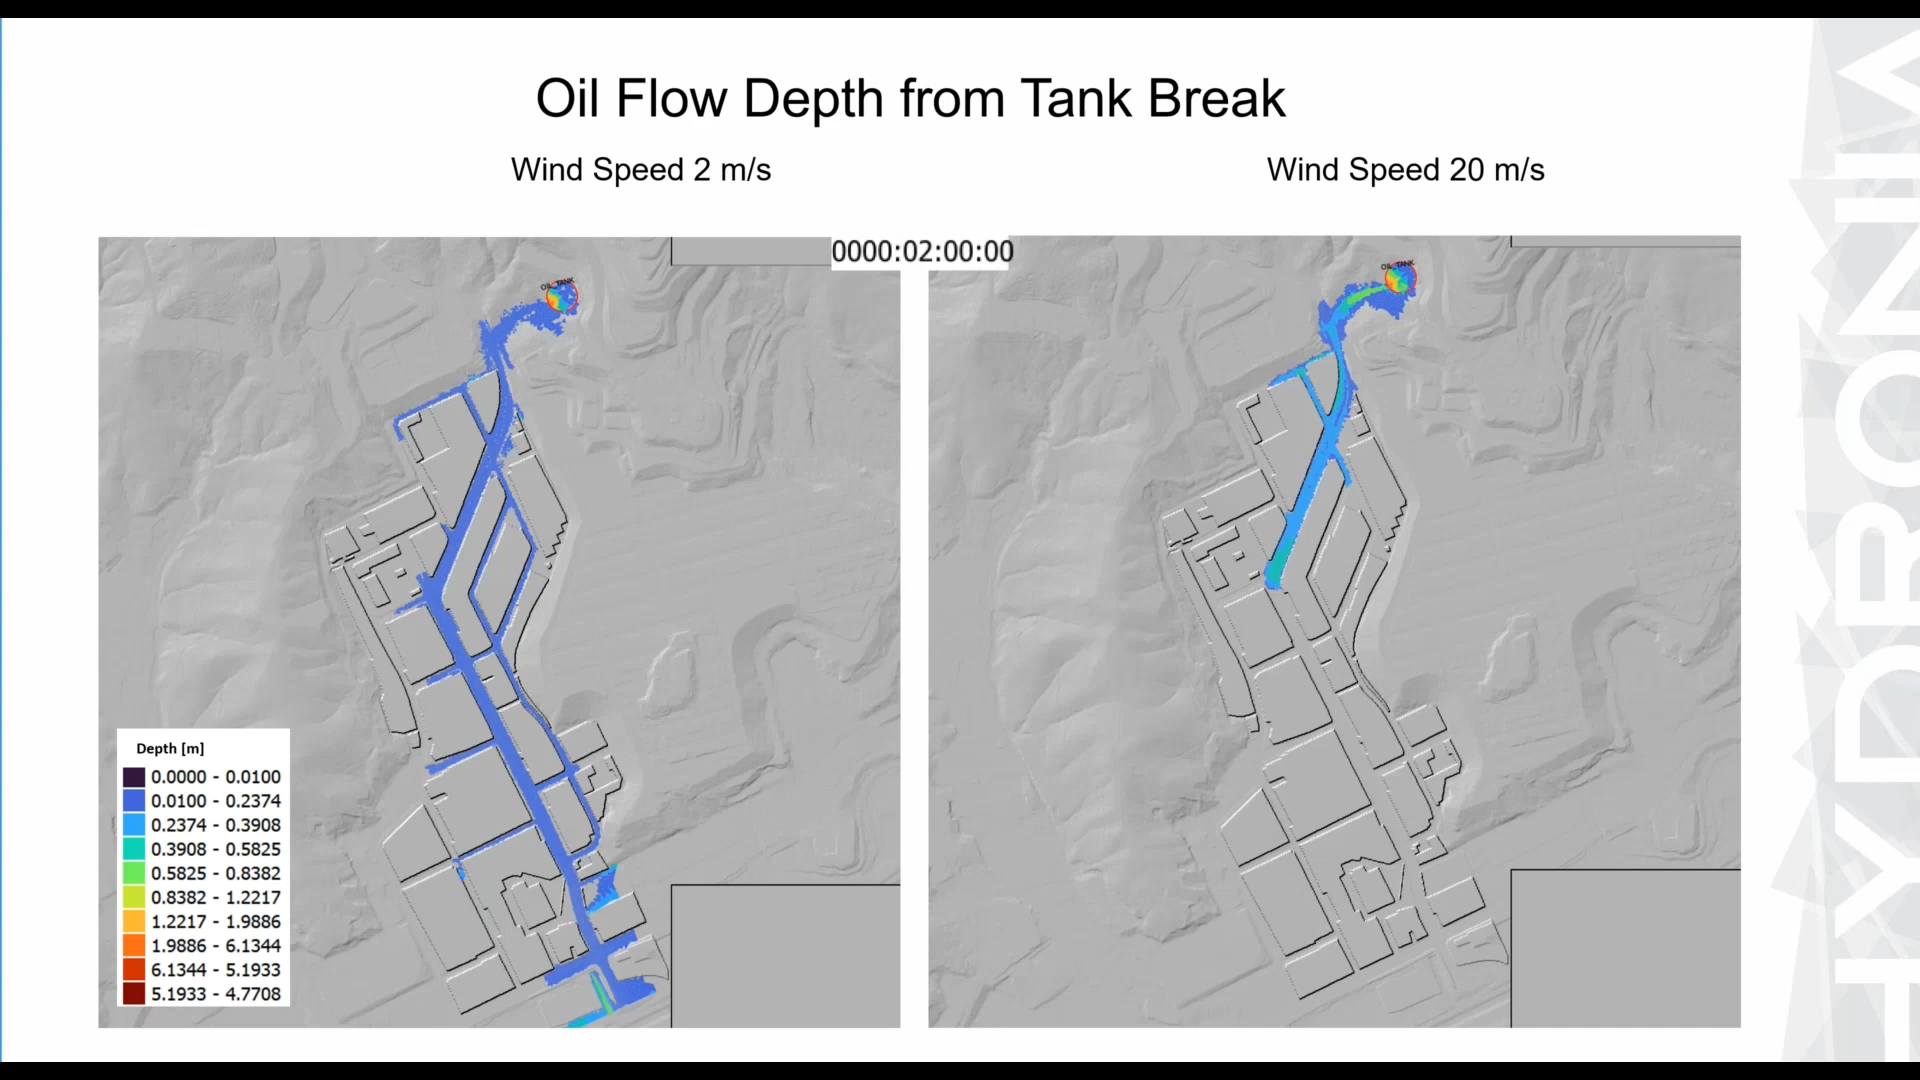 Oil Flow Depth from Tank Break
Wind Speed 2 m/s
Wind Speed 20 m/s
0000:02:00:00
OIL_TANK
OIL_TANK
Depth [m]
0.0000 - 0.0100
0.0100 - 0.2374
0.2374 - 0.3908
0.3908 - 0.5825
0.5825 - 0.8382
0.8382 - 1.2217
1.2217 - 1.9886
1.9886 - 6.1344
6.1344 - 5.1933
5.1933 - 4.7708
HYDRONIA